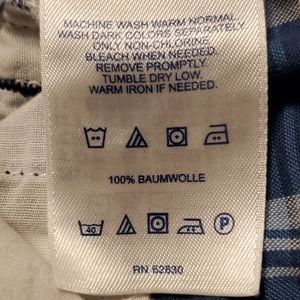 MACHINE WASH WARM NORMAL
WASH DARK COLORS SEPARATELY
ONLY NON-CHLORINE
BLEACH WHEN NEEDED.
REMOVE PROMPTLY.
TUMBLE DRY LOW.
WARM IRON IF NEEDED.
100% BAUMWOLLE
40 P
RN 62830